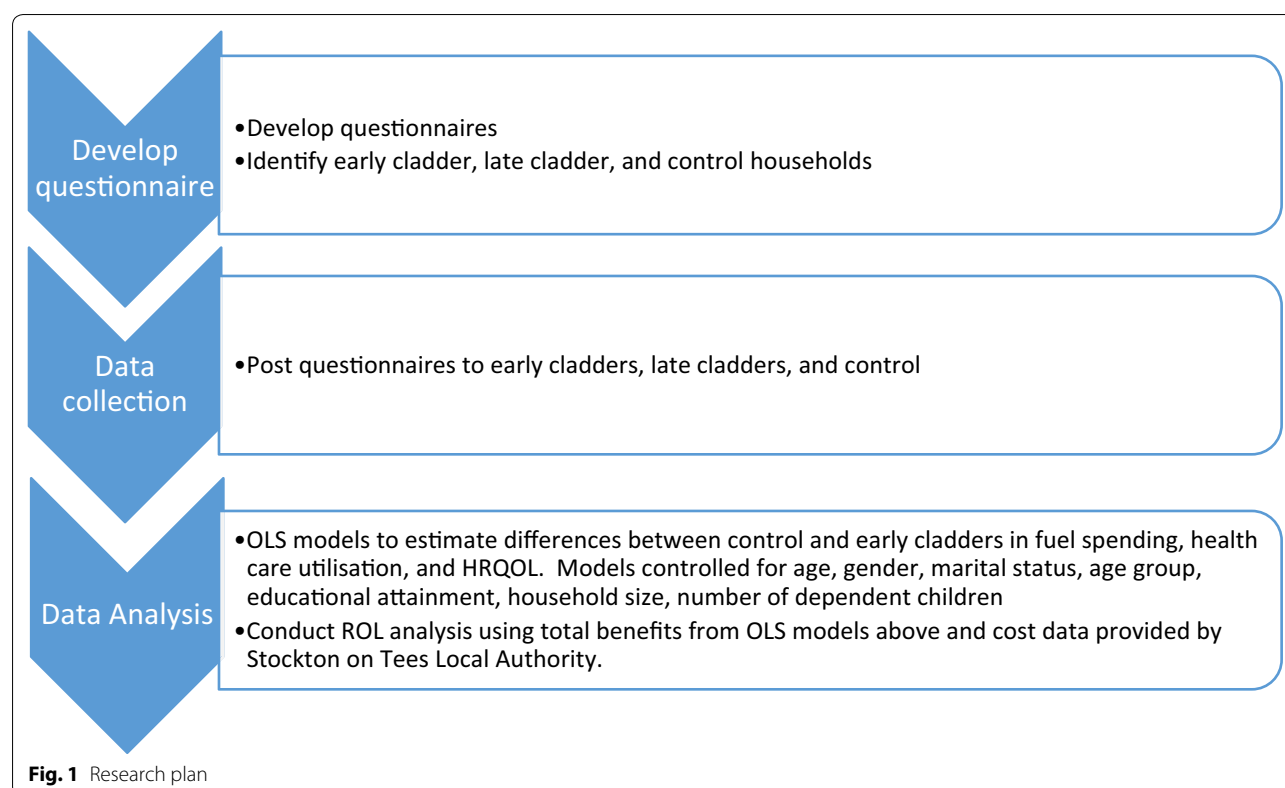 Develop
questionnaire
•Develop questionnaires
•Identify early cladder, late cladder, and control households
Data
collection
•Post questionnaires to early cladders, late cladders, and control
Data Analysis
•OLS models to estimate differences between control and early cladders in fuel spending, health
care utilisation, and HRQOL.  Models controlled for age, gender, marital status, age group,
educational attainment, household size, number of dependent children
•Conduct ROL analysis using total benefits from OLS models above and cost data provided by
Stockton on Tees Local Authority.
Fig. 1 Research plan